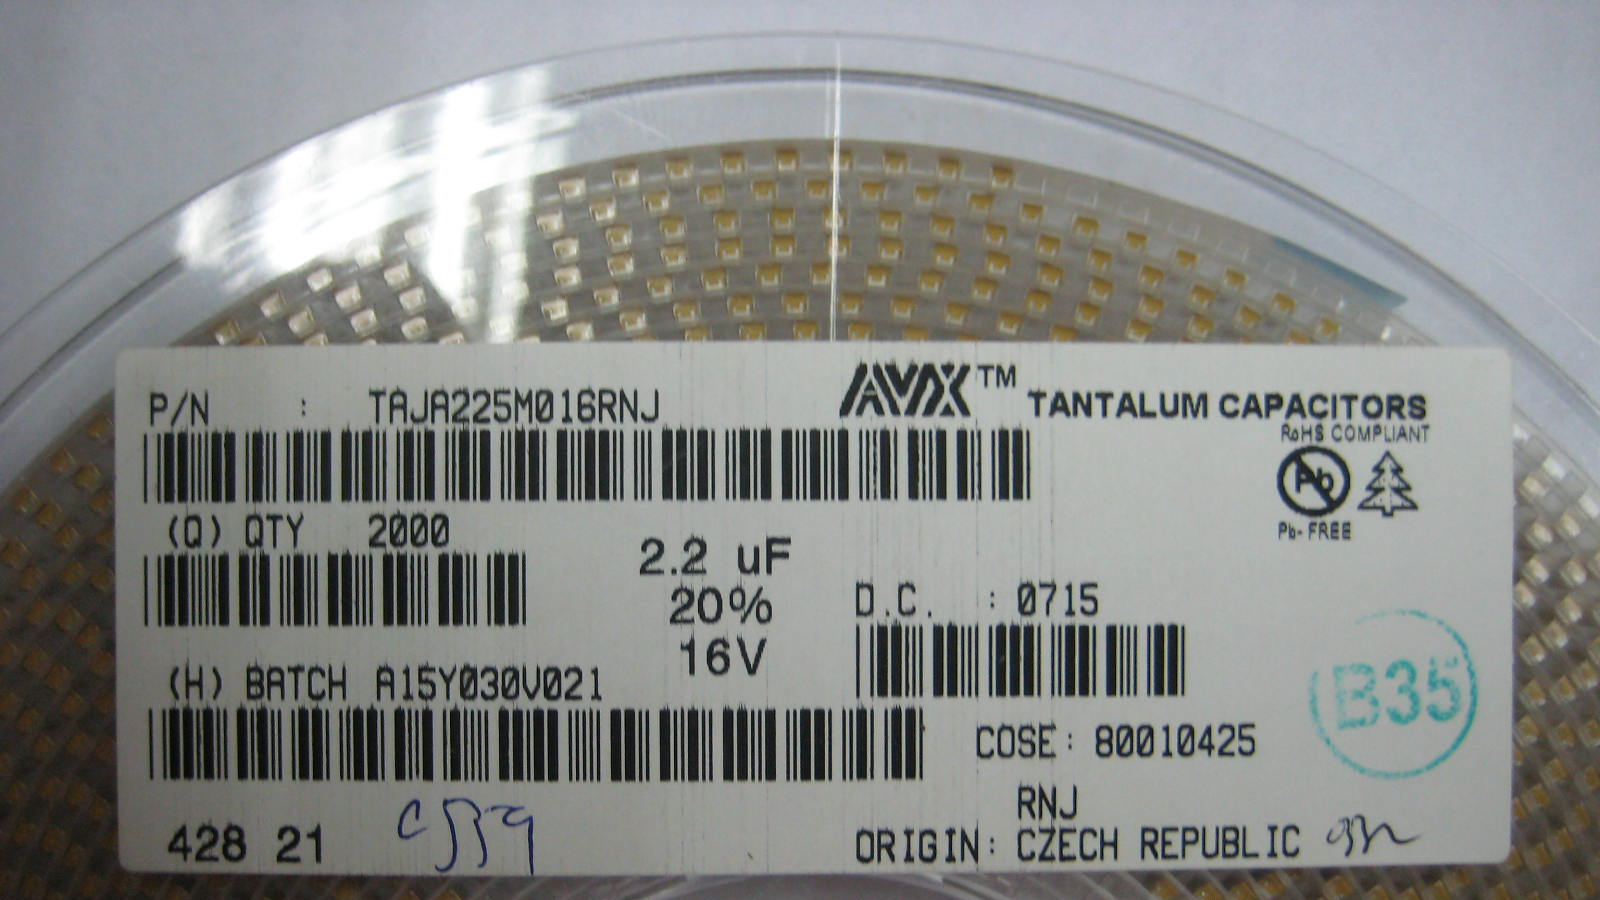 P/N : TAJA225M016RNJ
AVX™ TANTALUM CAPACITORS
RoHS COMPLIANT
Pb
Pb-FREE
(Q) QTY 2000
2.2 uF
20%
16V
D.C. : 0715
(H) BATCH A15Y030V021
B35
COSE: 80010425
RNJ
428 21
ORIGIN: CZECH REPUBLIC